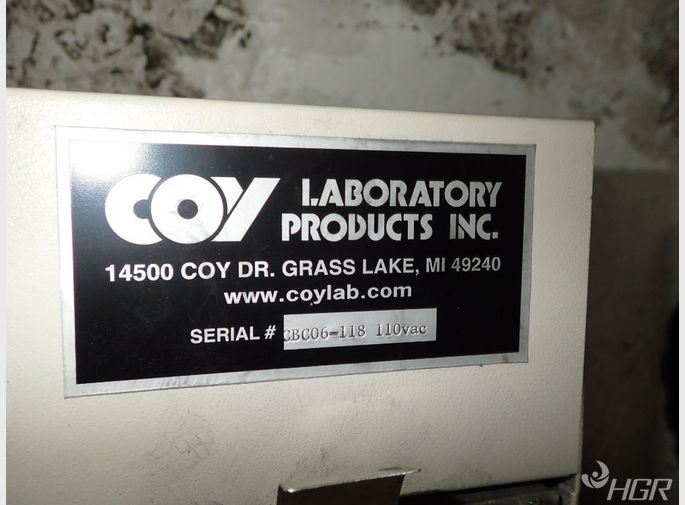 COY LABORATORY
PRODUCTS INC.
14500 COY DR. GRASS LAKE, MI 49240
www.coylab.com
SERIAL # CBC06-118 110vac
HGR